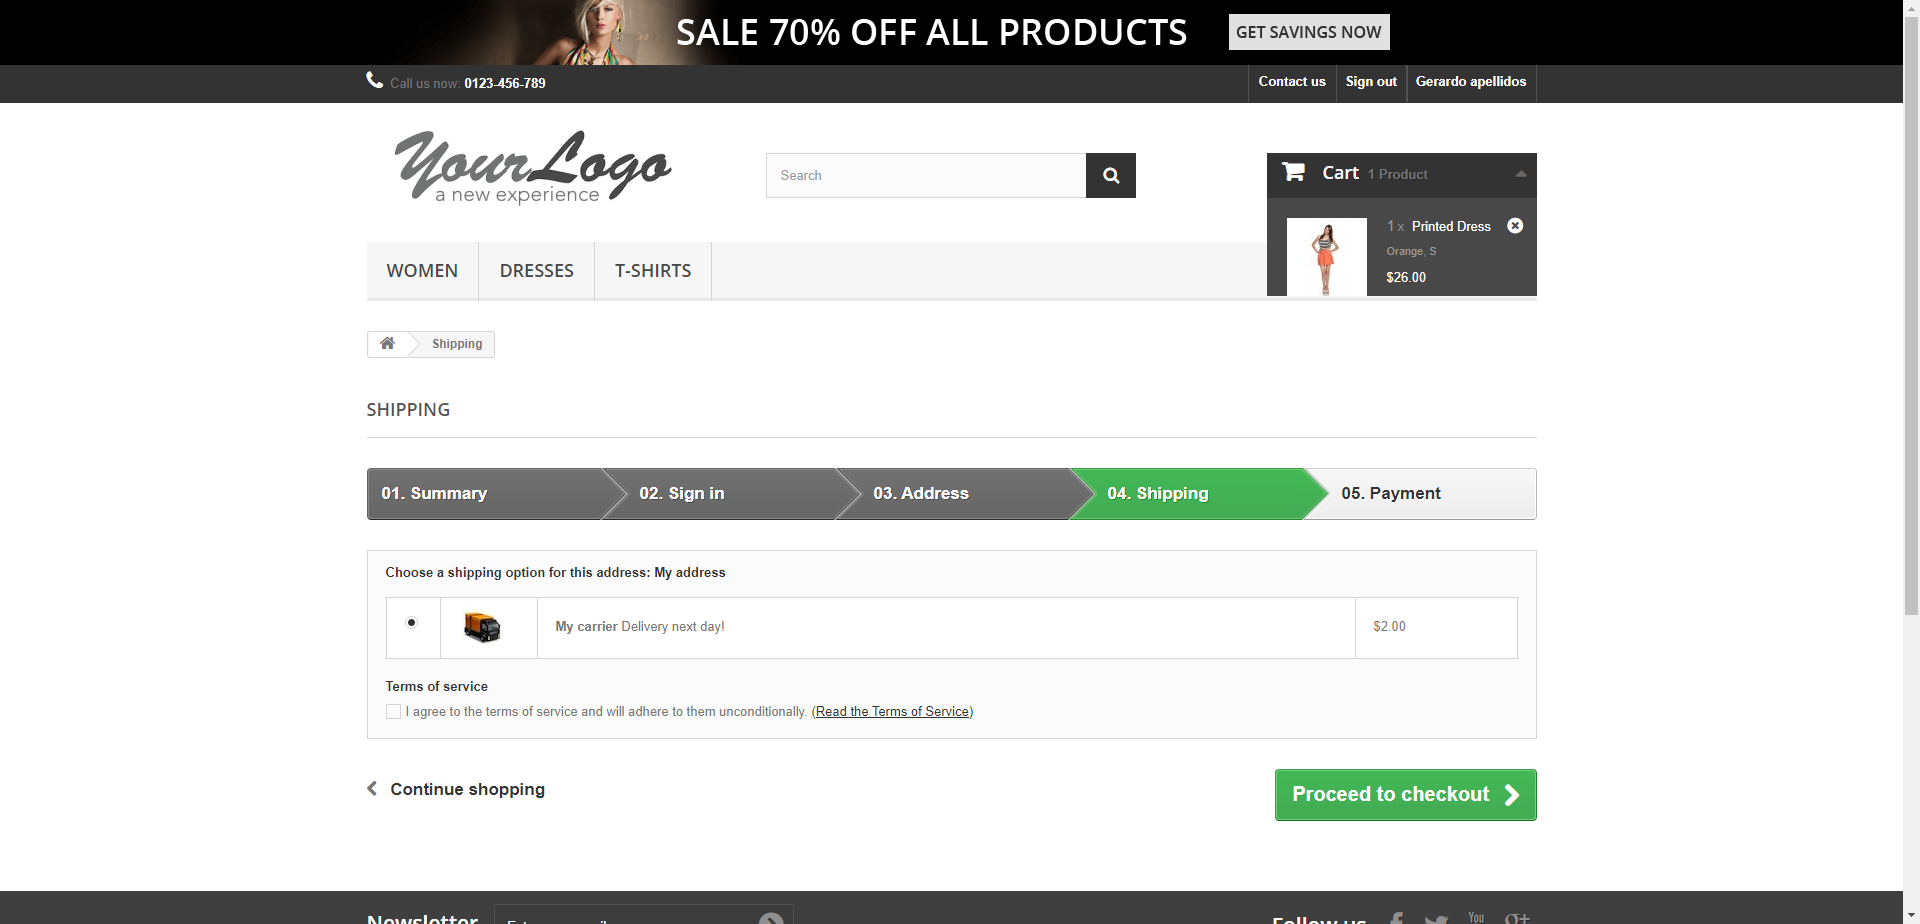 SALE 70% OFF ALL PRODUCTS
GET SAVINGS NOW
Call us now: 0123-456-789
Contact us
Sign out
Gerardo apellidos
YourLogo
a new experience
Search
Cart 1 Product
1 x Printed Dress
Orange, S
$26.00
WOMEN
DRESSES
T-SHIRTS
Shipping
SHIPPING
01. Summary
02. Sign in
03. Address
04. Shipping
05. Payment
Choose a shipping option for this address: My address
My carrier Delivery next day!
$2.00
Terms of service
I agree to the terms of service and will adhere to them unconditionally. (Read the Terms of Service)
Continue shopping
Proceed to checkout
Newsletter
Follow us
You
g+